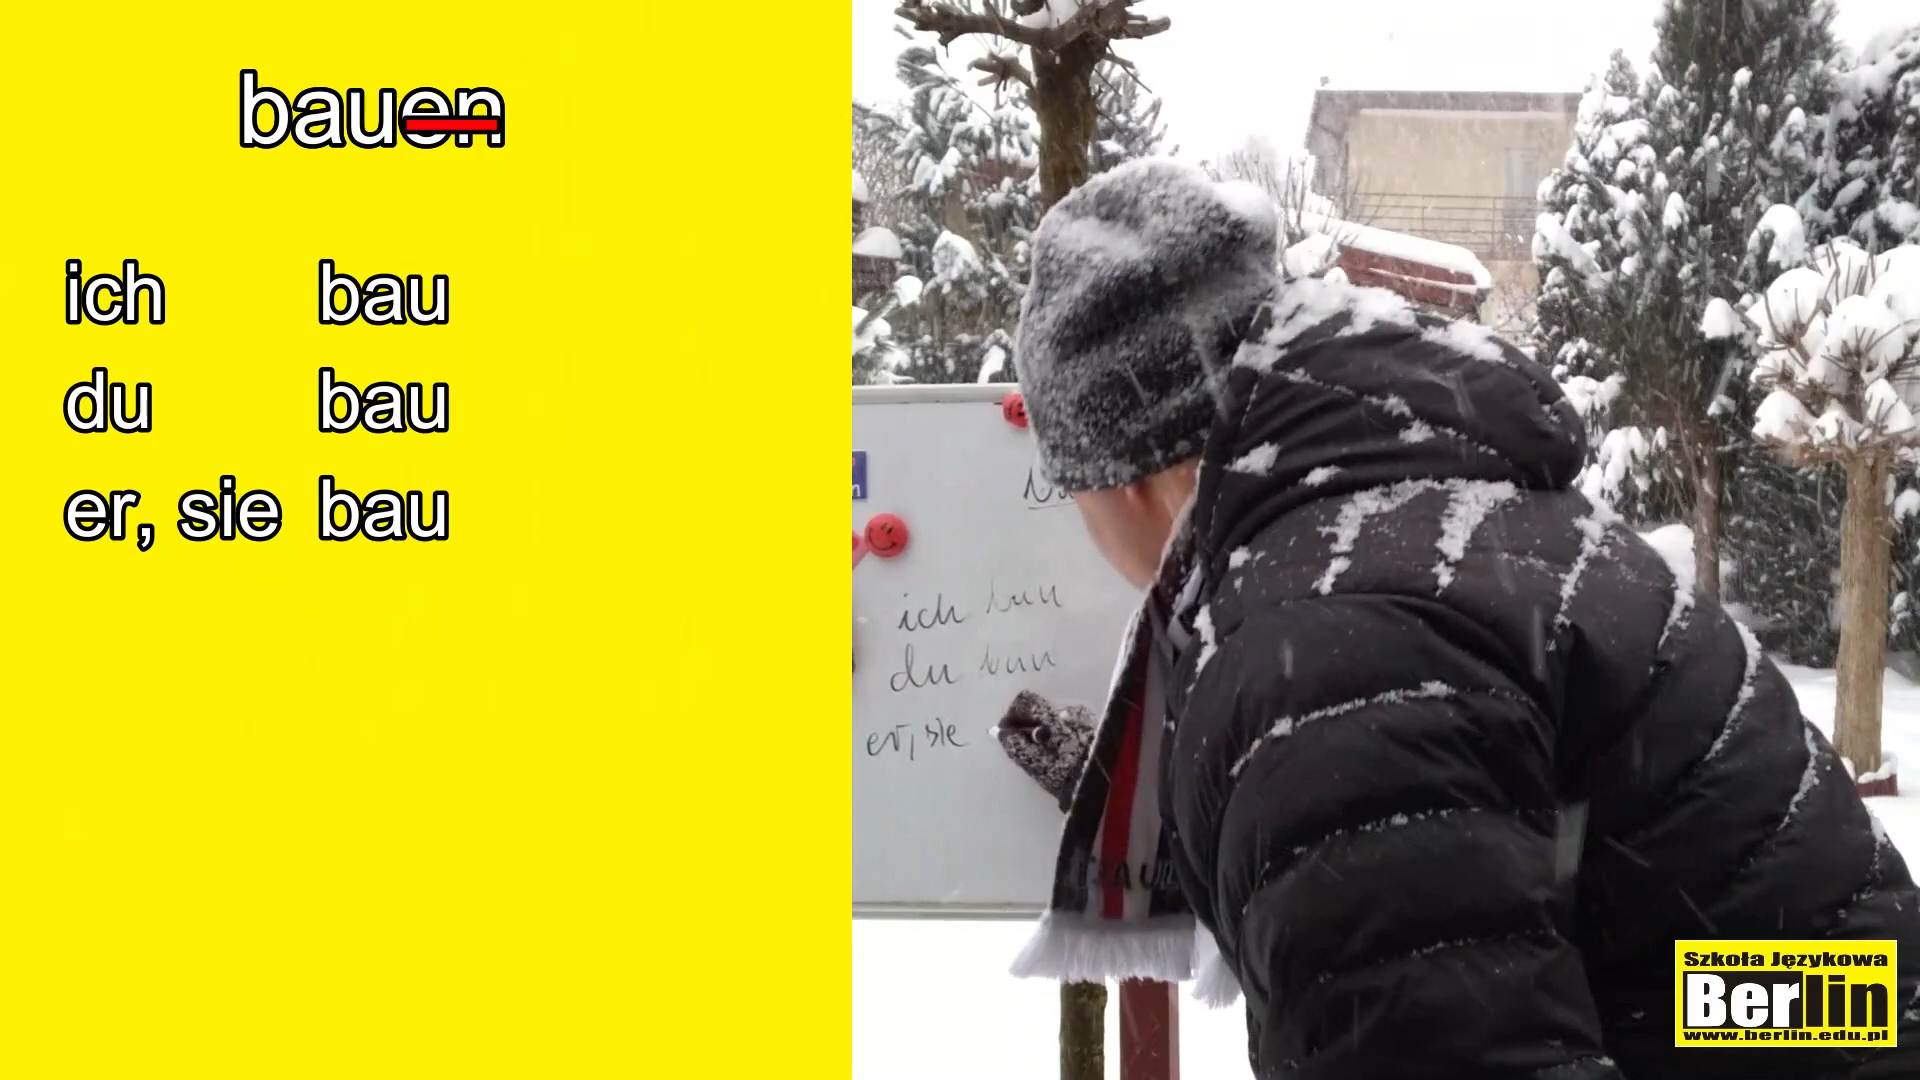 bauen
ich bau
du bau
er, sie bau
ich bau
du bau
er, sie
Szkoła Językowa
Berlin
www.berlin.edu.pl